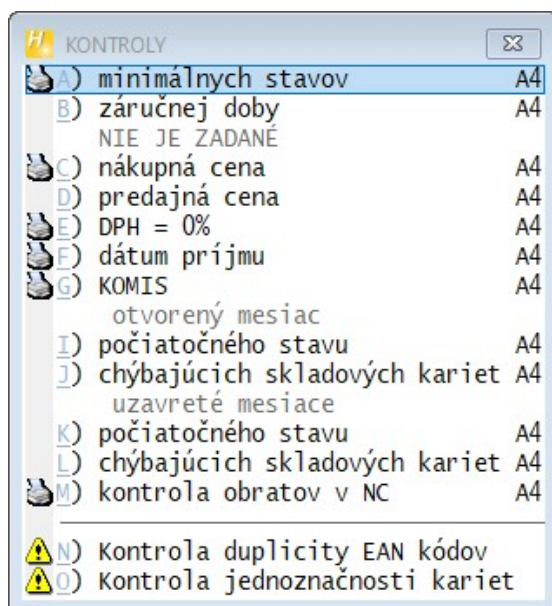 H KONTROLY
A) minimálnych stavov A4
B) záručnej doby A4
NIE JE ZADANÉ
C) nákupná cena A4
D) predajná cena A4
E) DPH = 0% A4
F) dátum príjmu A4
G) KOMIS A4
otvorený mesiac
I) počiatočného stavu A4
J) chýbajúcich skladových kariet A4
uzavreté mesiace
K) počiatočného stavu A4
L) chýbajúcich skladových kariet A4
M) kontrola obratov v NC A4
N) Kontrola duplicity EAN kódov
O) Kontrola jednoznačnosti kariet